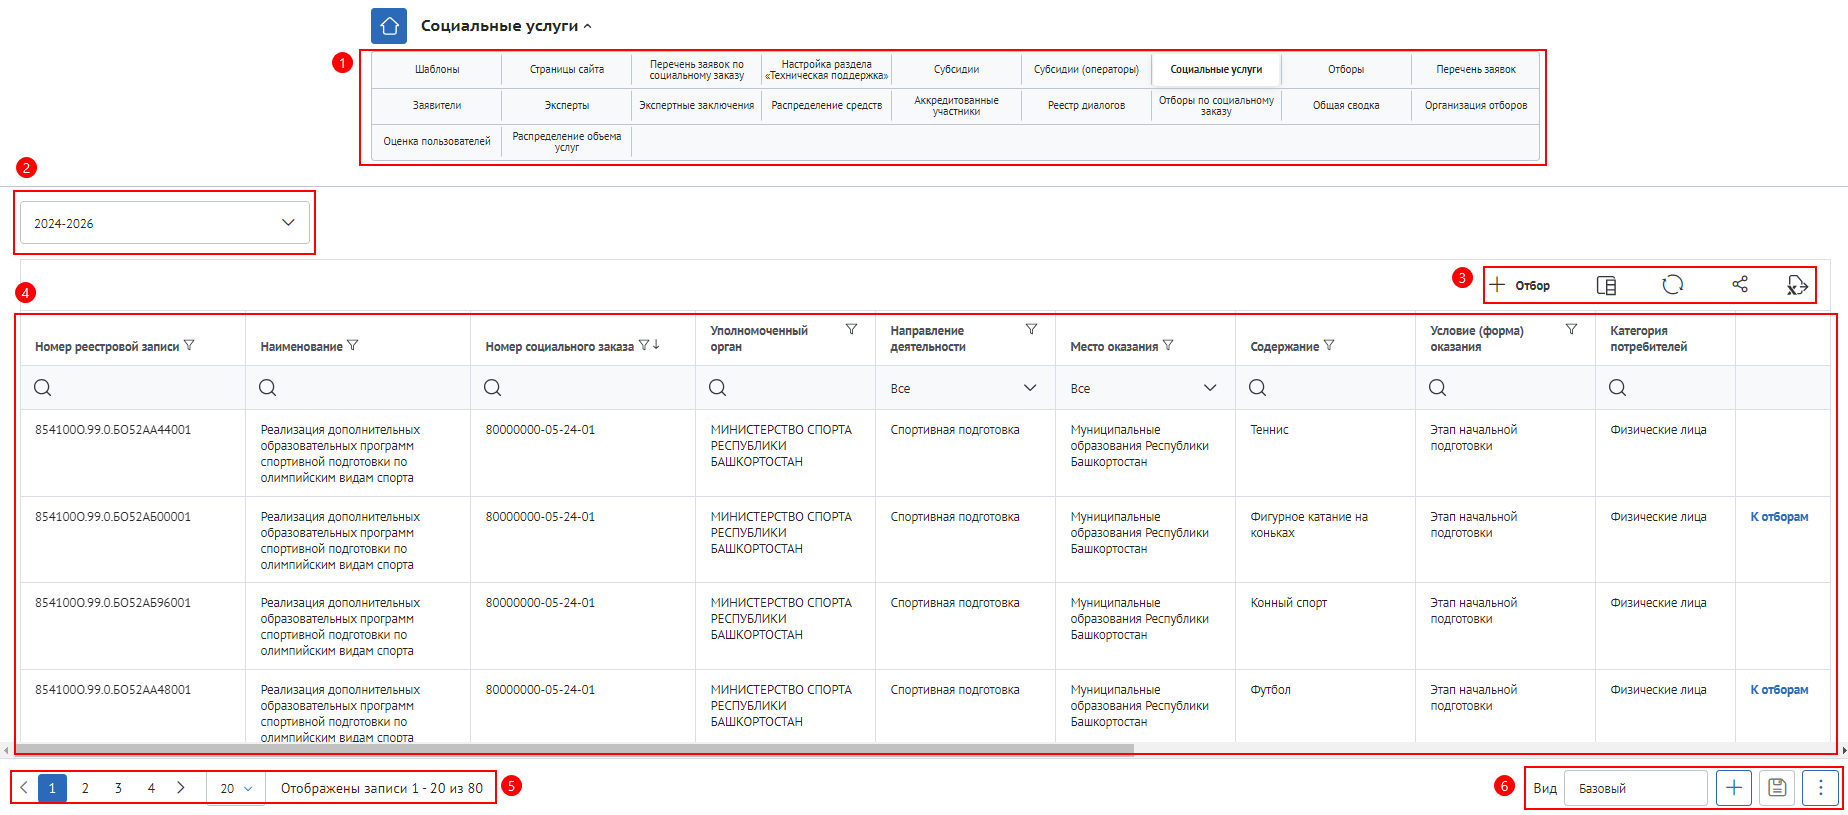 Социальные услуги
1
Шаблоны
Страницы сайта
Перечень заявок по
социальному заказу
Настройка раздела
«Техническая поддержка»
Субсидии
Субсидии (операторы)
Социальные услуги
Отборы
Перечень заявок
Заявители
Эксперты
Экспертные заключения
Распределение средств
Аккредитованные
участники
Реестр диалогов
Отборы по социальному
заказу
Общая сводка
Организация отборов
Оценка пользователей
Распределение объема
услуг
2
2024-2026
3
Отбор
4
Номер реестровой записи
Наименование
Номер социального заказа
Уполномоченный
орган
Направление
деятельности
Место оказания
Содержание
Условие (форма)
оказания
Категория
потребителей
Все
Все
854100О.99.0.БО52АА44001
Реализация дополнительных
образовательных программ
спортивной подготовки по
олимпийским видам спорта
80000000-05-24-01
МИНИСТЕРСТВО СПОРТА
РЕСПУБЛИКИ
БАШКОРТОСТАН
Спортивная подготовка
Муниципальные
образования Республики
Башкортостан
Теннис
Этап начальной
подготовки
Физические лица
854100О.99.0.БО52АБ00001
Реализация дополнительных
образовательных программ
спортивной подготовки по
олимпийским видам спорта
80000000-05-24-01
МИНИСТЕРСТВО СПОРТА
РЕСПУБЛИКИ
БАШКОРТОСТАН
Спортивная подготовка
Муниципальные
образования Республики
Башкортостан
Фигурное катание на
коньках
Этап начальной
подготовки
Физические лица
К отборам
854100О.99.0.БО52АБ96001
Реализация дополнительных
образовательных программ
спортивной подготовки по
олимпийским видам спорта
80000000-05-24-01
МИНИСТЕРСТВО СПОРТА
РЕСПУБЛИКИ
БАШКОРТОСТАН
Спортивная подготовка
Муниципальные
образования Республики
Башкортостан
Конный спорт
Этап начальной
подготовки
Физические лица
854100О.99.0.БО52АА48001
Реализация дополнительных
образовательных программ
спортивной подготовки по
олимпийским видам спорта
80000000-05-24-01
МИНИСТЕРСТВО СПОРТА
РЕСПУБЛИКИ
БАШКОРТОСТАН
Спортивная подготовка
Муниципальные
образования Республики
Башкортостан
Футбол
Этап начальной
подготовки
Физические лица
К отборам
1 2 3 4
20
Отображены записи 1 - 20 из 80
5
6
Вид
Базовый